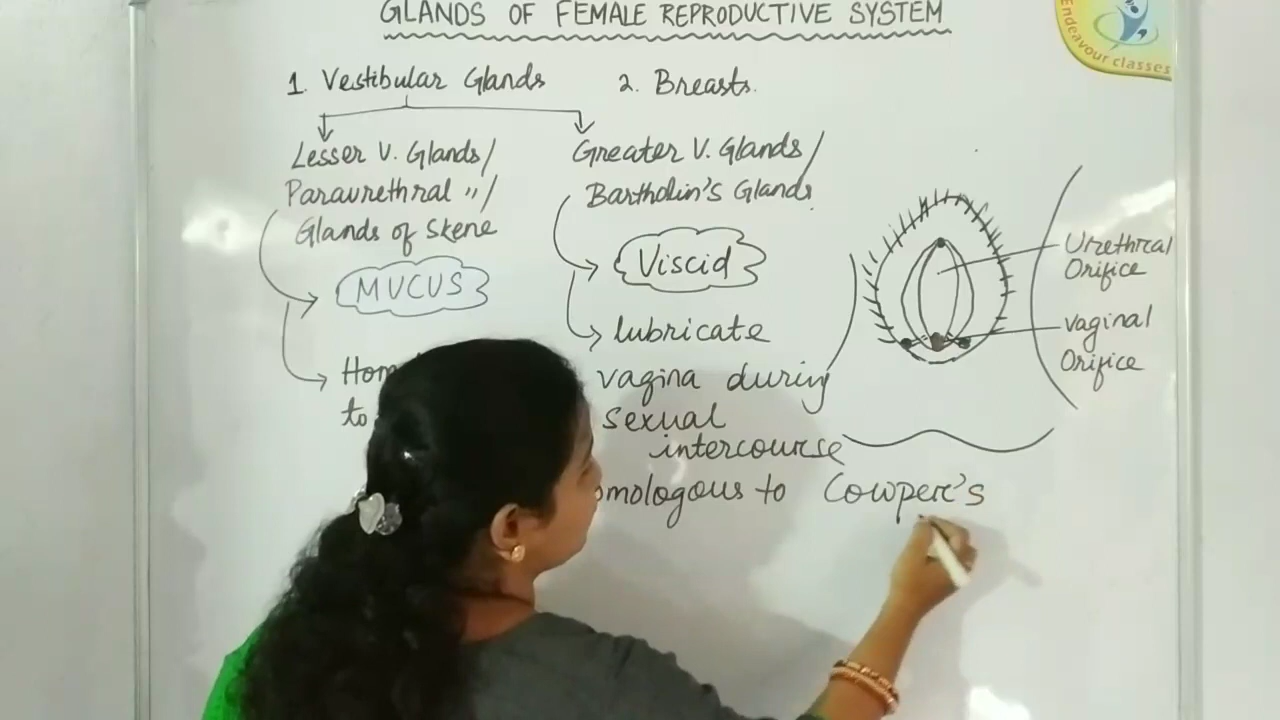 GLANDS OF FEMALE REPRODUCTIVE SYSTEM
Endeavour classes
1. Vestibular Glands
2. Breasts.
Lesser V. Glands/
Paraurethral "/
Glands of Skene
MUCUS
to
Greater V. Glands/
Bartholin's Glands
Viscid
lubricate
vagina during
sexual
intercourse
omologous to Cowper's
Urethral
Orifice
vaginal
Orifice